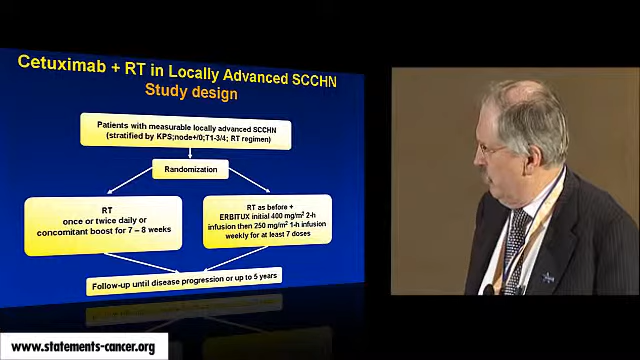 Cetuximab + RT in Locally Advanced SCCHN
Study design
Patients with measurable locally advanced SCCHN
(stratified by KPS;node+/0;T1-3/4; RT regimen)
Randomization
RT
once or twice daily or
concomitant boost for 7 – 8 weeks
RT as before +
ERBITUX initial 400 mg/m² 2-h
infusion then 250 mg/m² 1-h infusion
weekly for at least 7 doses
Follow-up until disease progression or up to 5 years
www.statements-cancer.org